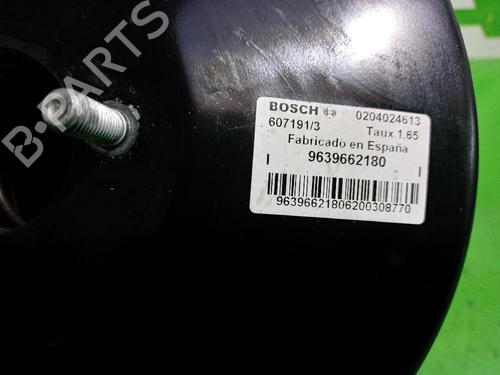 BOSCH 0204024613
607191/3 Taux 1.65
Fabricado en España
I 9639662180 I
96396621806200308770
B-PARTS